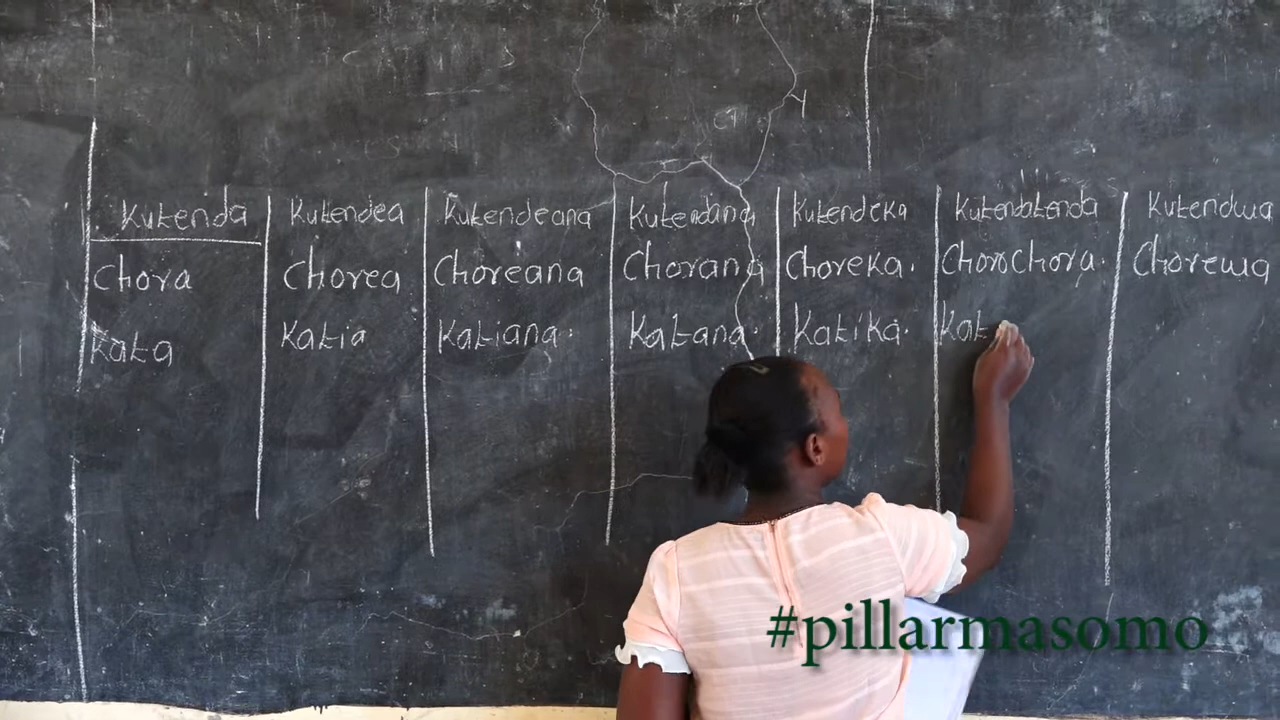 Kutenda Kutendea Kutendeana Kutendana Kutendeka Kutendatenda Kutendwa
Chora Chorea Choreana Chorana Choreka. ChoroChora. Chorewa
Kata Katia Katiana. Katana. Katika. Kat
#pillarmasomo